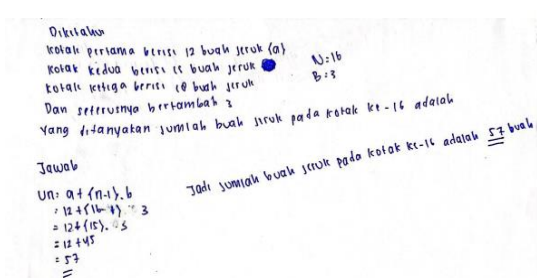 Diketahui
Kotak pertama berisi 12 buah jeruk {a}
Kotak kedua berisi 15 buah jeruk
N:16
Kotak ketiga berisi 18 buah jeruk
B:3
Dan seterusnya bertambah 3
Yang ditanyakan jumlah buah jeruk pada kotak ke-16 adalah
Jawab
Un: a+{n-1}.b
: 12+{16-1}.3
= 12+{15}.3
= 12+45
= 57
Jadi jumlah buah jeruk pada kotak ke-16 adalah 57 buah